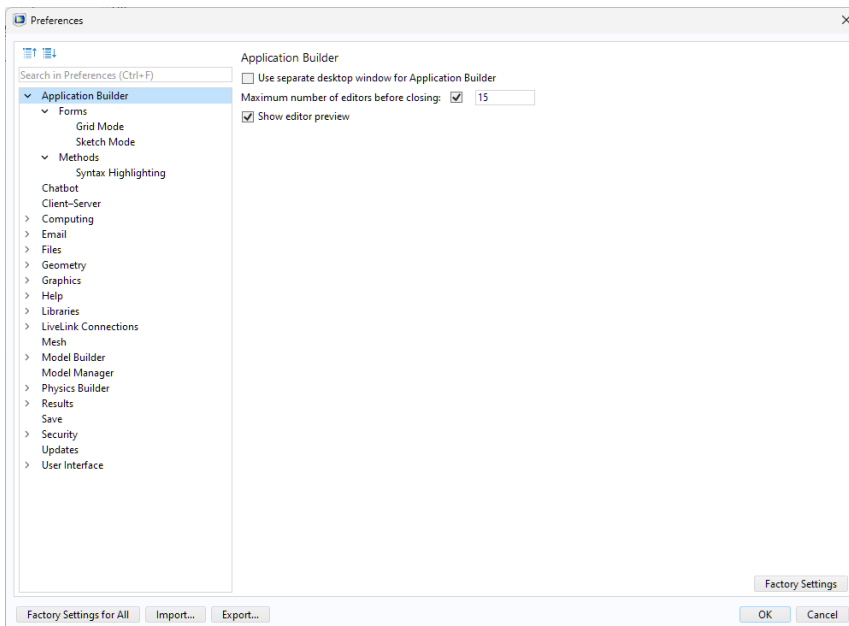 Preferences
Search in Preferences (Ctrl+F)
Application Builder
Forms
Grid Mode
Sketch Mode
Methods
Syntax Highlighting
Chatbot
Client–Server
Computing
Email
Files
Geometry
Graphics
Help
Libraries
LiveLink Connections
Mesh
Model Builder
Model Manager
Physics Builder
Results
Save
Security
Updates
User Interface
Application Builder
Use separate desktop window for Application Builder
Maximum number of editors before closing: 15
Show editor preview
Factory Settings
Factory Settings for All Import... Export... OK Cancel